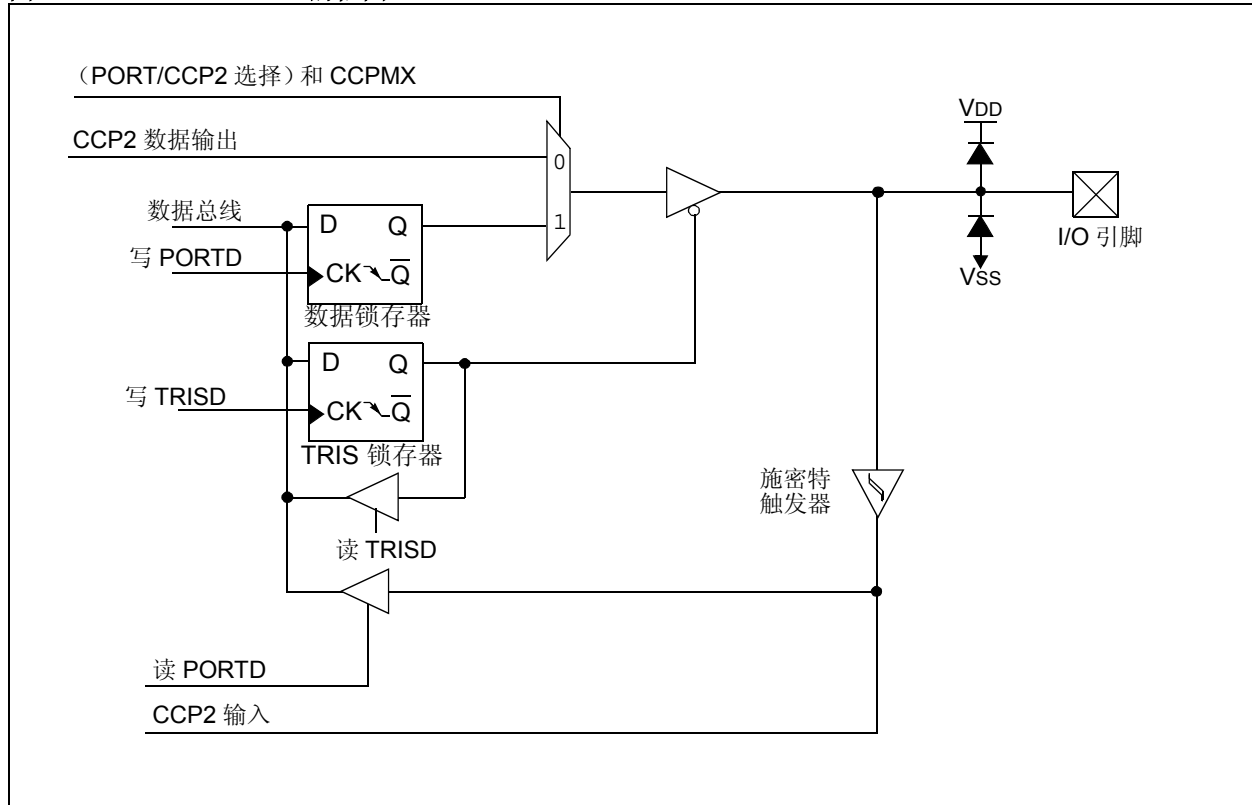 （PORT/CCP2 选择）和 CCPMX
CCP2 数据输出
0
1
VDD
VSS
I/O 引脚
数据总线
写 PORTD
D Q
CK Q̅
数据锁存器
写 TRISD
D Q
CK Q̅
TRIS 锁存器
读 TRISD
施密特
触发器
读 PORTD
CCP2 输入